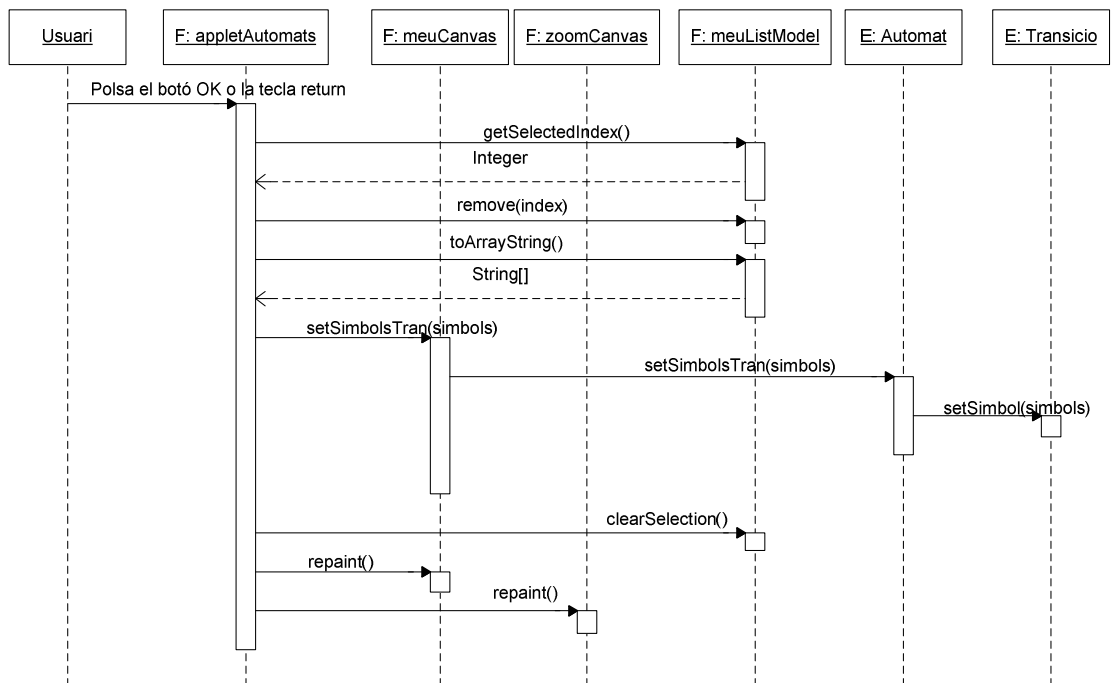 Usuari
F: appletAutomats
F: meuCanvas
F: zoomCanvas
F: meuListModel
E: Automat
E: Transicio
Polsa el botó OK o la tecla return
getSelectedIndex()
Integer
remove(index)
toArrayString()
String[]
setSimbolsTran(simbols)
setSimbolsTran(simbols)
setSimbol(simbols)
clearSelection()
repaint()
repaint()